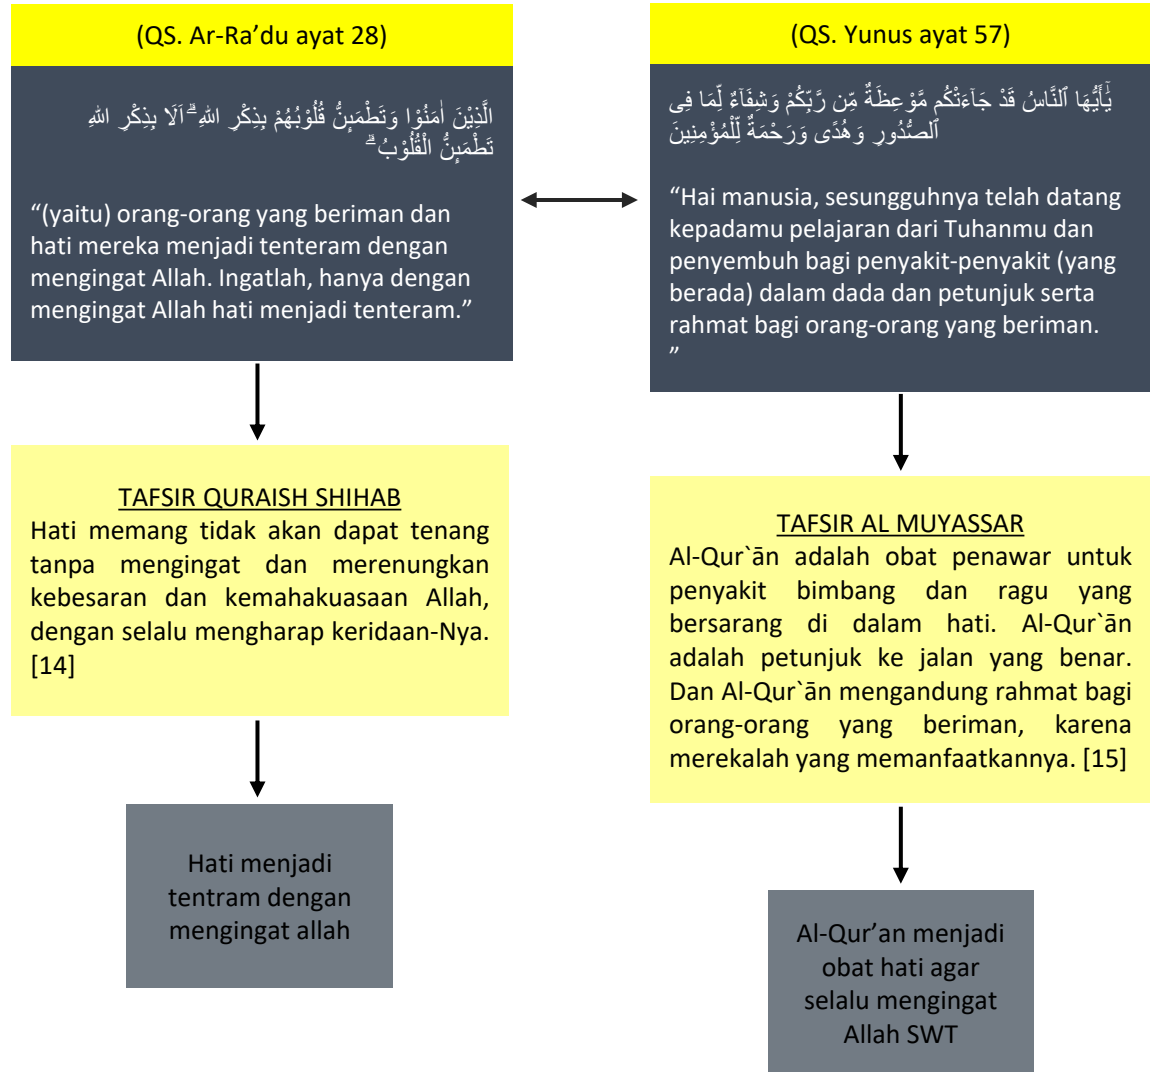 (QS. Ar-Ra’du ayat 28)
الَّذِيْنَ اٰمَنُوْا وَتَطْمَىِٕنُّ قُلُوْبُهُمْ بِذِكْرِ اللّٰهِ ۗ اَلَا بِذِكْرِ اللّٰهِ
تَطْمَىِٕنُّ الْقُلُوْبُ ۗ
“(yaitu) orang-orang yang beriman dan
hati mereka menjadi tenteram dengan
mengingat Allah. Ingatlah, hanya dengan
mengingat Allah hati menjadi tenteram.”
TAFSIR QURAISH SHIHAB
Hati memang tidak akan dapat tenang
tanpa mengingat dan merenungkan
kebesaran dan kemahakuasaan Allah,
dengan selalu mengharap keridaan-Nya.
[14]
Hati menjadi
tentram dengan
mengingat allah
(QS. Yunus ayat 57)
يَٰٓأَيُّهَا ٱلنَّاسُ قَدْ جَآءَتْكُم مَّوْعِظَةٌ مِّن رَّبِّكُمْ وَشِفَآءٌ لِّمَا فِى
ٱلصُّدُورِ وَهُدًى وَرَحْمَةٌ لِّلْمُؤْمِنِينَ
“Hai manusia, sesungguhnya telah datang
kepadamu pelajaran dari Tuhanmu dan
penyembuh bagi penyakit-penyakit (yang
berada) dalam dada dan petunjuk serta
rahmat bagi orang-orang yang beriman.
”
TAFSIR AL MUYASSAR
Al-Qur`ān adalah obat penawar untuk
penyakit bimbang dan ragu yang
bersarang di dalam hati. Al-Qur`ān
adalah petunjuk ke jalan yang benar.
Dan Al-Qur`ān mengandung rahmat bagi
orang-orang yang beriman, karena
merekalah yang memanfaatkannya. [15]
Al-Qur’an menjadi
obat hati agar
selalu mengingat
Allah SWT